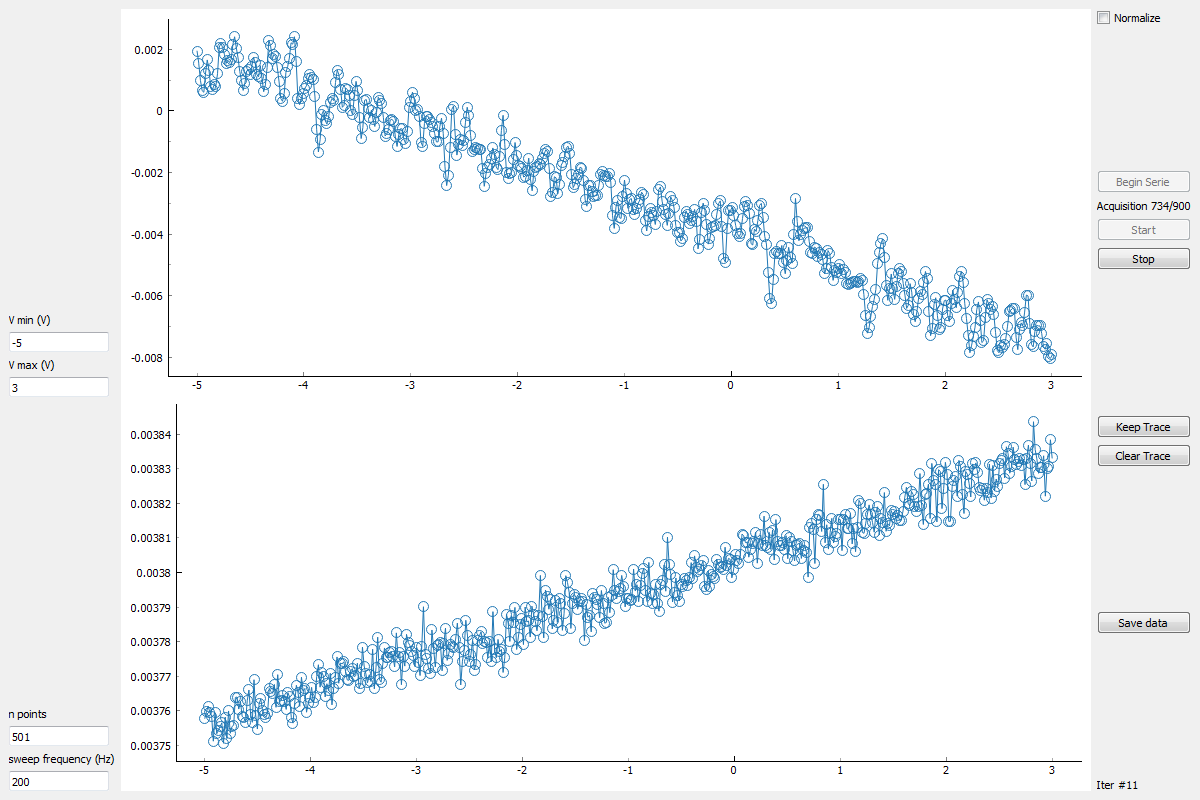 Normalize
0.002
0
-0.002
-0.004
-0.006
-0.008
-5 -4 -3 -2 -1 0 1 2 3
Begin Serie
Acquisition 734/900
Start
Stop
V min (V)
-5
V max (V)
3
0.00384
0.00383
0.00382
0.00381
0.0038
0.00379
0.00378
0.00377
0.00376
0.00375
-5 -4 -3 -2 -1 0 1 2 3
Keep Trace
Clear Trace
Save data
n points
501
sweep frequency (Hz)
200
Iter #11